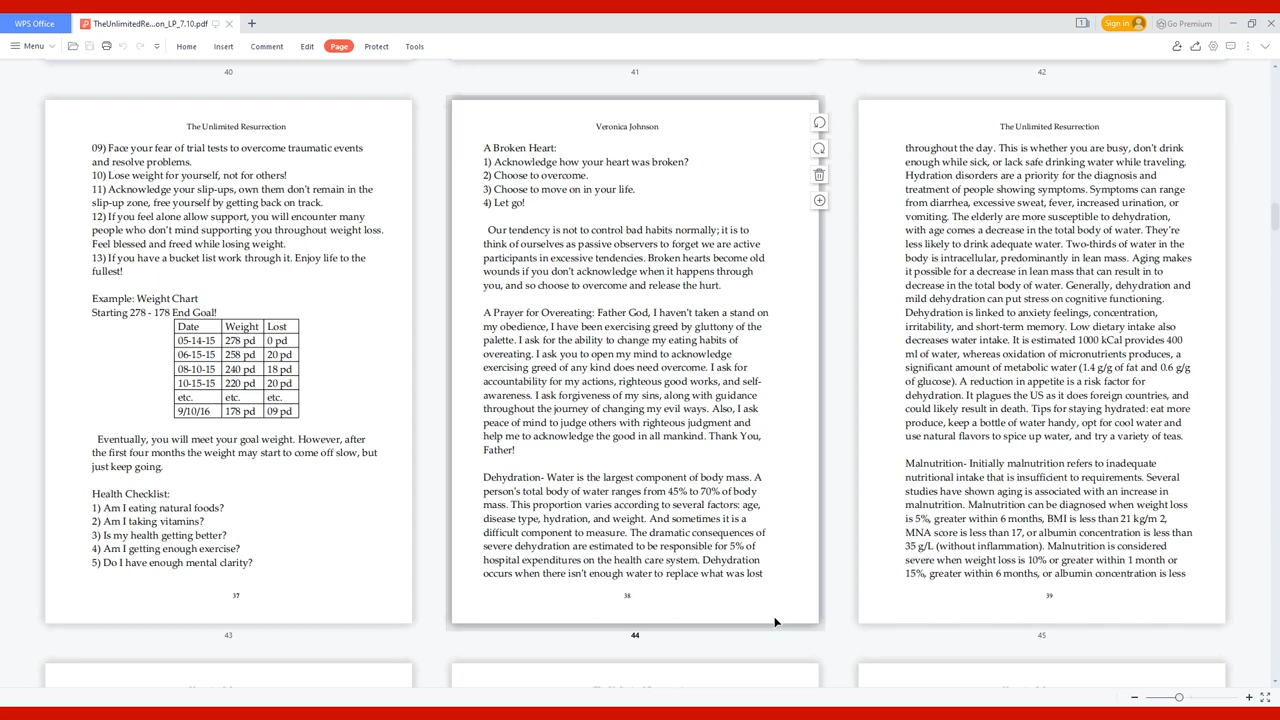 WPS Office
TheUnlimitedRe...on_LP_7.10.pdf
1
Sign in
Go Premium
Menu
Home
Insert
Comment
Edit
Page
Protect
Tools
40
41
42
The Unlimited Resurrection
09) Face your fear of trial tests to overcome traumatic events
and resolve problems.
10) Lose weight for yourself, not for others!
11) Acknowledge your slip-ups, own them don't remain in the
slip-up zone, free yourself by getting back on track.
12) If you feel alone allow support, you will encounter many
people who don't mind supporting you throughout weight loss.
Feel blessed and freed while losing weight.
13) If you have a bucket list work through it. Enjoy life to the
fullest!
Example: Weight Chart
Starting 278 - 178 End Goal!
Date Weight Lost
05-14-15 278 pd 0 pd
06-15-15 258 pd 20 pd
08-10-15 240 pd 18 pd
10-15-15 220 pd 20 pd
etc. etc. etc.
9/10/16 178 pd 09 pd
Eventually, you will meet your goal weight. However, after
the first four months the weight may start to come off slow, but
just keep going.
Health Checklist:
1) Am I eating natural foods?
2) Am I taking vitamins?
3) Is my health getting better?
4) Am I getting enough exercise?
5) Do I have enough mental clarity?
37
43
Veronica Johnson
A Broken Heart:
1) Acknowledge how your heart was broken?
2) Choose to overcome.
3) Choose to move on in your life.
4) Let go!
Our tendency is not to control bad habits normally; it is to
think of ourselves as passive observers to forget we are active
participants in excessive tendencies. Broken hearts become old
wounds if you don't acknowledge when it happens through
you, and so choose to overcome and release the hurt.
A Prayer for Overeating: Father God, I haven't taken a stand on
my obedience, I have been exercising greed by gluttony of the
palette. I ask for the ability to change my eating habits of
overeating. I ask you to open my mind to acknowledge
exercising greed of any kind does need overcome. I ask for
accountability for my actions, righteous good works, and self-
awareness. I ask forgiveness of my sins, along with guidance
throughout the journey of changing my evil ways. Also, I ask
peace of mind to judge others with righteous judgment and
help me to acknowledge the good in all mankind. Thank You,
Father!
Dehydration- Water is the largest component of body mass. A
person's total body of water ranges from 45% to 70% of body
mass. This proportion varies according to several factors: age,
disease type, hydration, and weight. And sometimes it is a
difficult component to measure. The dramatic consequences of
severe dehydration are estimated to be responsible for 5% of
hospital expenditures on the health care system. Dehydration
occurs when there isn't enough water to replace what was lost
38
44
The Unlimited Resurrection
throughout the day. This is whether you are busy, don't drink
enough while sick, or lack safe drinking water while traveling.
Hydration disorders are a priority for the diagnosis and
treatment of people showing symptoms. Symptoms can range
from diarrhea, excessive sweat, fever, increased urination, or
vomiting. The elderly are more susceptible to dehydration,
with age comes a decrease in the total body of water. They're
less likely to drink adequate water. Two-thirds of water in the
body is intracellular, predominantly in lean mass. Aging makes
it possible for a decrease in lean mass that can result in to
decrease in the total body of water. Generally, dehydration and
mild dehydration can put stress on cognitive functioning.
Dehydration is linked to anxiety feelings, concentration,
irritability, and short-term memory. Low dietary intake also
decreases water intake. It is estimated 1000 kCal provides 400
ml of water, whereas oxidation of micronutrients produces, a
significant amount of metabolic water (1.4 g/g of fat and 0.6 g/g
of glucose). A reduction in appetite is a risk factor for
dehydration. It plagues the US as it does foreign countries, and
could likely result in death. Tips for staying hydrated: eat more
produce, keep a bottle of water handy, opt for cool water and
use natural flavors to spice up water, and try a variety of teas.
Malnutrition- Initially malnutrition refers to inadequate
nutritional intake that is insufficient to requirements. Several
studies have shown aging is associated with an increase in
malnutrition. Malnutrition can be diagnosed when weight loss
is 5%, greater within 6 months, BMI is less than 21 kg/m 2,
MNA score is less than 17, or albumin concentration is less than
35 g/L (without inflammation). Malnutrition is considered
severe when weight loss is 10% or greater within 1 month or
15%, greater within 6 months, or albumin concentration is less
39
45